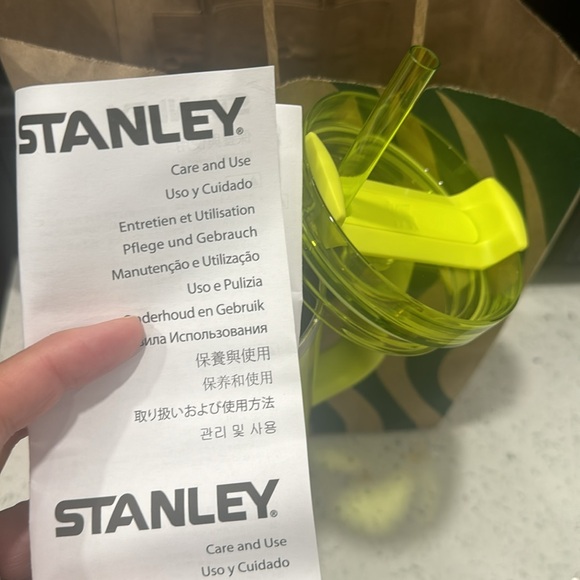 STANLEY®
Care and Use
Uso y Cuidado
Entretien et Utilisation
Pflege und Gebrauch
Manutenção e Utilização
Uso e Pulizia
en Gebruik
Использования
保養與使用
保养和使用
取り扱いおよび使用方法
관리 및 사용
STANLEY®
Care and Use
Uso y Cuidado